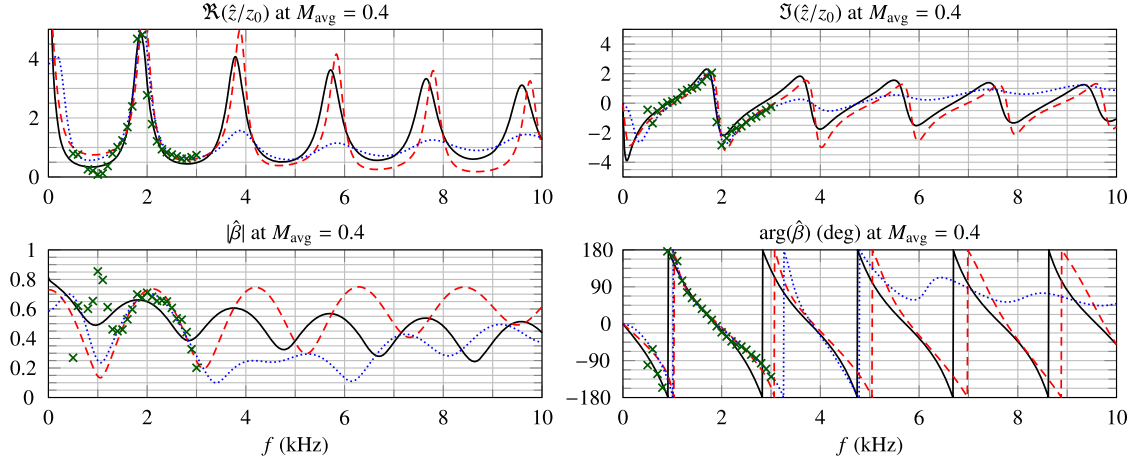 ℜ(ẑ/z₀) at M_avg = 0.4
4
2
0
0 2 4 6 8 10
ℑ(ẑ/z₀) at M_avg = 0.4
4
2
0
−2
−4
0 2 4 6 8 10
|β̂| at M_avg = 0.4
1
0.8
0.6
0.4
0.2
0
0 2 4 6 8 10
f (kHz)
arg(β̂) (deg) at M_avg = 0.4
180
90
0
−90
−180
0 2 4 6 8 10
f (kHz)